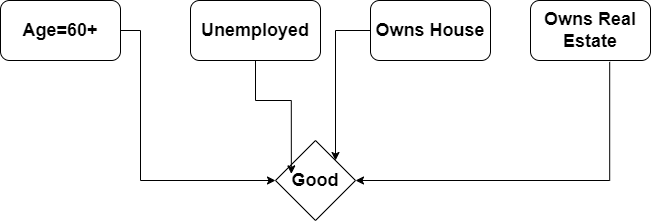 Age=60+
Unemployed
Owns House
Owns Real
Estate
Good